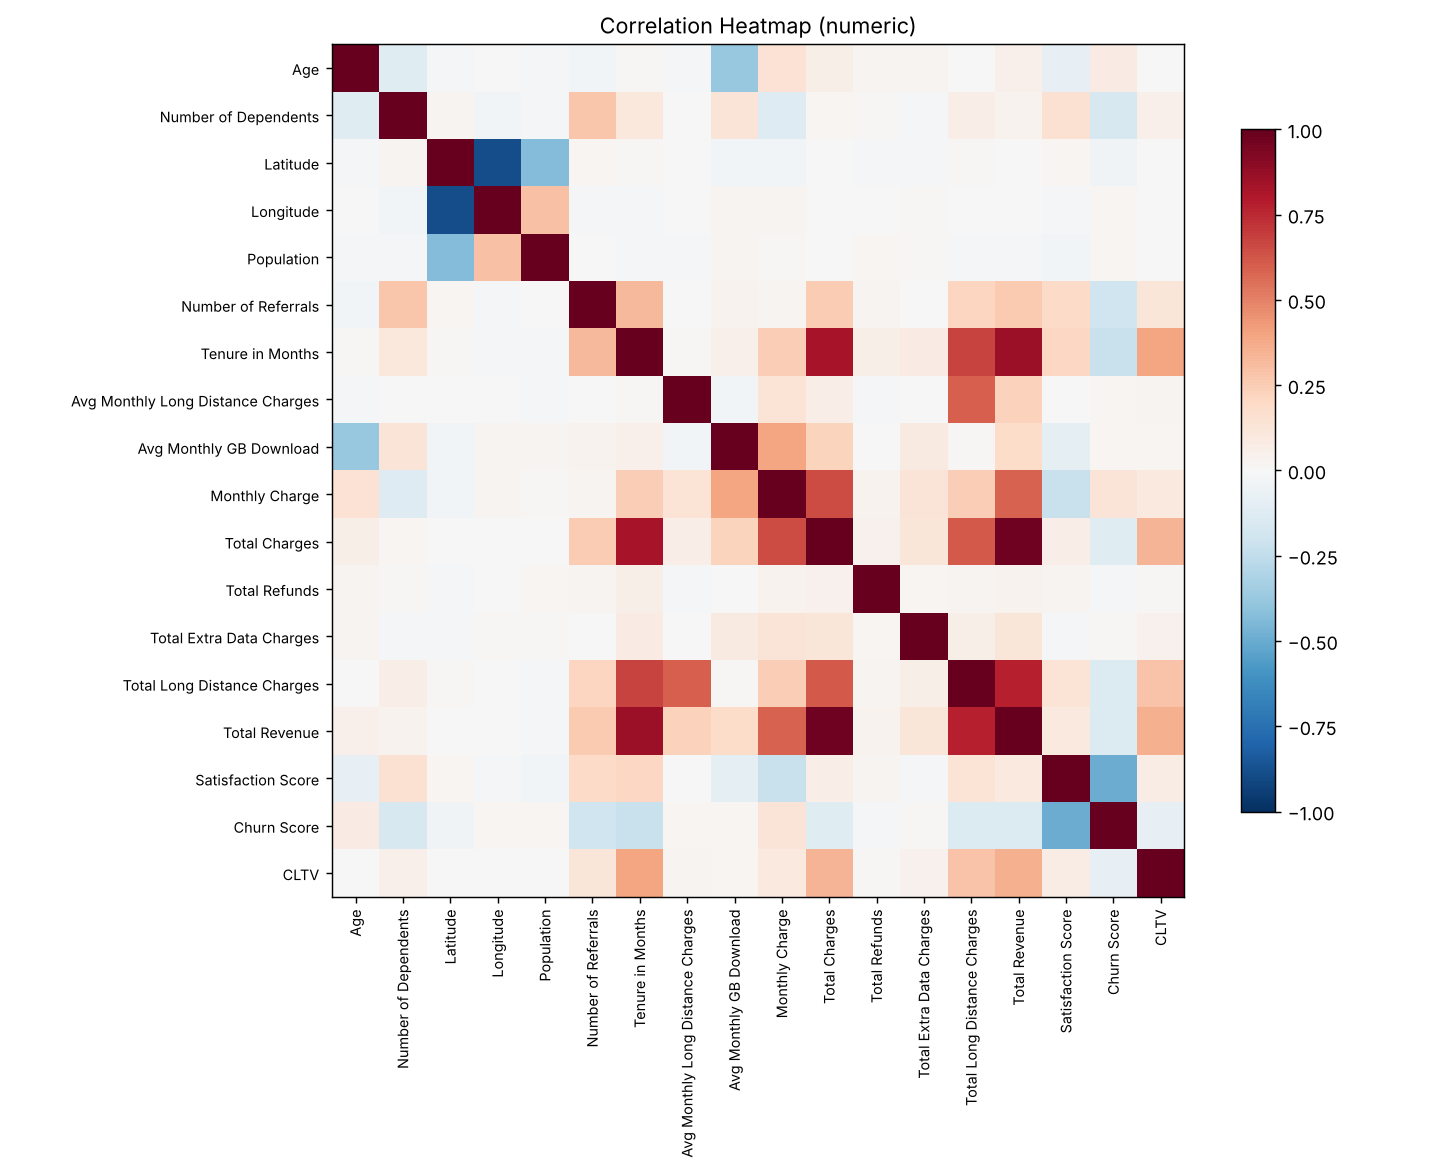 Correlation Heatmap (numeric)
Age
Number of Dependents
Latitude
Longitude
Population
Number of Referrals
Tenure in Months
Avg Monthly Long Distance Charges
Avg Monthly GB Download
Monthly Charge
Total Charges
Total Refunds
Total Extra Data Charges
Total Long Distance Charges
Total Revenue
Satisfaction Score
Churn Score
CLTV
Age
Number of Dependents
Latitude
Longitude
Population
Number of Referrals
Tenure in Months
Avg Monthly Long Distance Charges
Avg Monthly GB Download
Monthly Charge
Total Charges
Total Refunds
Total Extra Data Charges
Total Long Distance Charges
Total Revenue
Satisfaction Score
Churn Score
CLTV
1.00
0.75
0.50
0.25
0.00
−0.25
−0.50
−0.75
−1.00